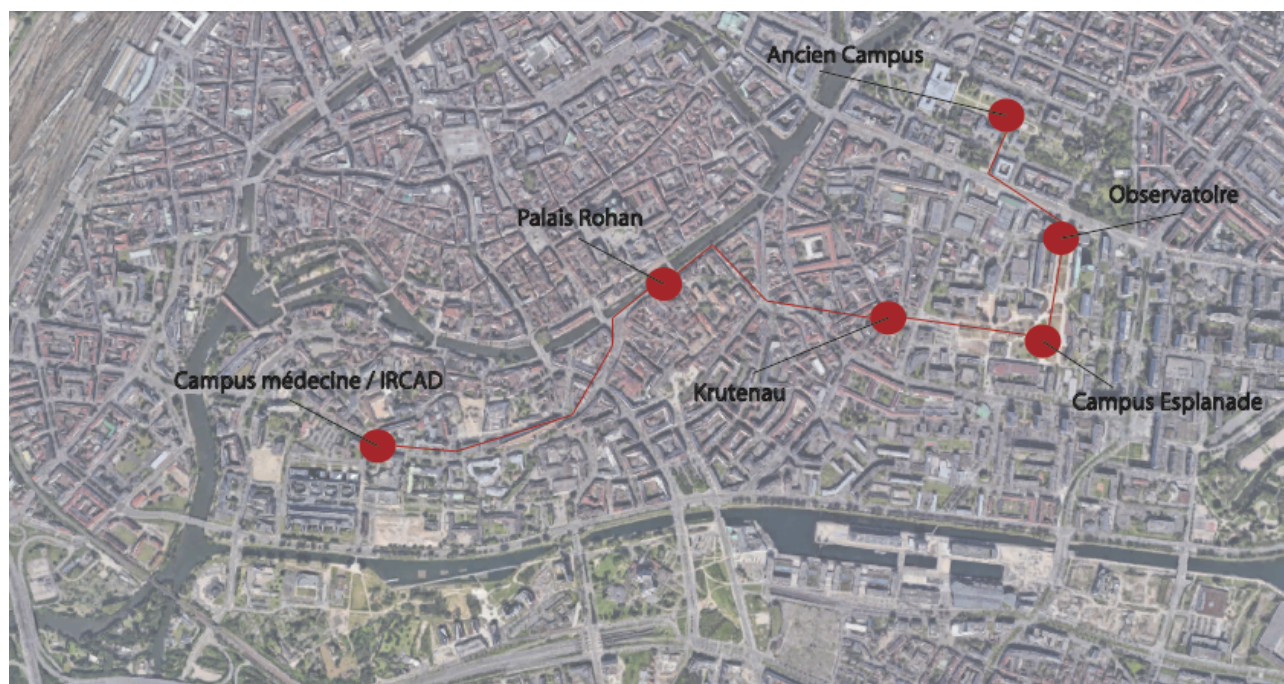 Ancien Campus
Observatoire
Palais Rohan
Campus médecine / IRCAD
Krutenau
Campus Esplanade